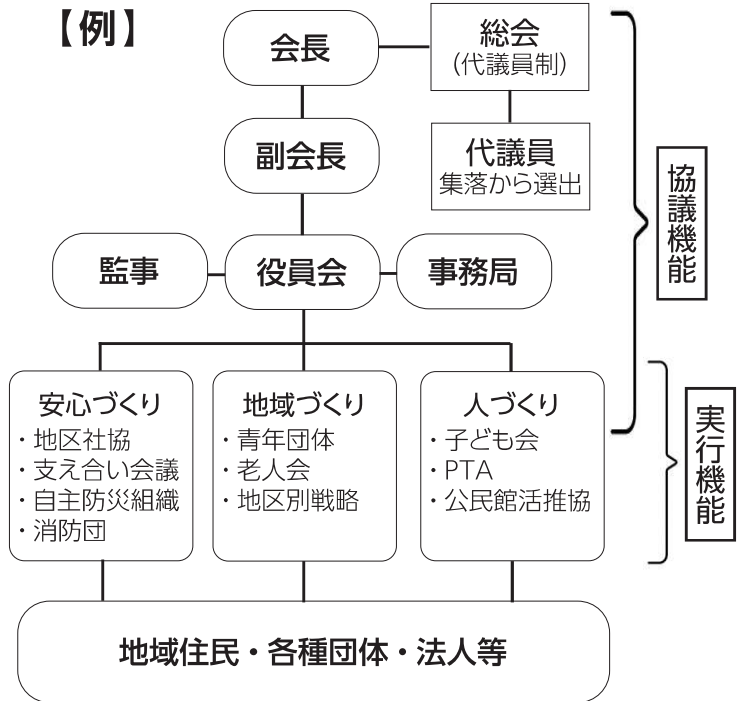 【例】
会長
総会
(代議員制)
副会長
代議員
集落から選出
監事
役員会
事務局
協議機能
安心づくり
・地区社協
・支え合い会議
・自主防災組織
・消防団
地域づくり
・青年団体
・老人会
・地区別戦略
人づくり
・子ども会
・PTA
・公民館活推協
実行機能
地域住民・各種団体・法人等